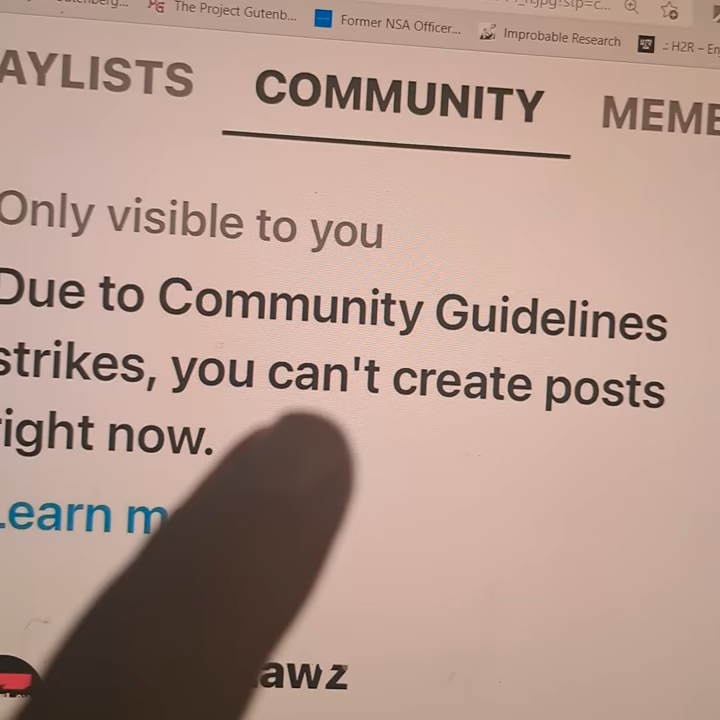 The Project Gutenb... Former NSA Officer... Improbable Research H2R – En
AYLISTS COMMUNITY MEME
Only visible to you
Due to Community Guidelines
strikes, you can't create posts
right now.
Learn m
awz